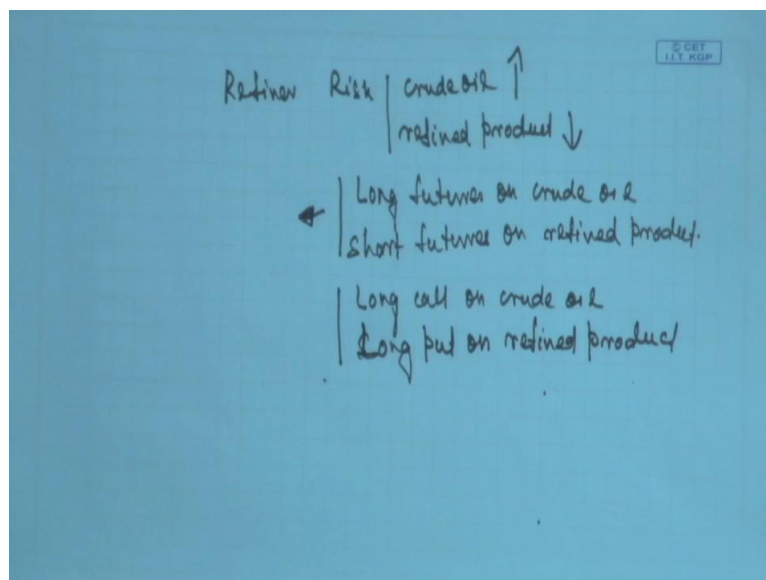 © CET
I.I.T. KGP
Refiner Risk | crude oil ↑
refined product ↓
Long futures on crude oil
Short futures on refined product.
Long call on crude oil
Long put on refined product